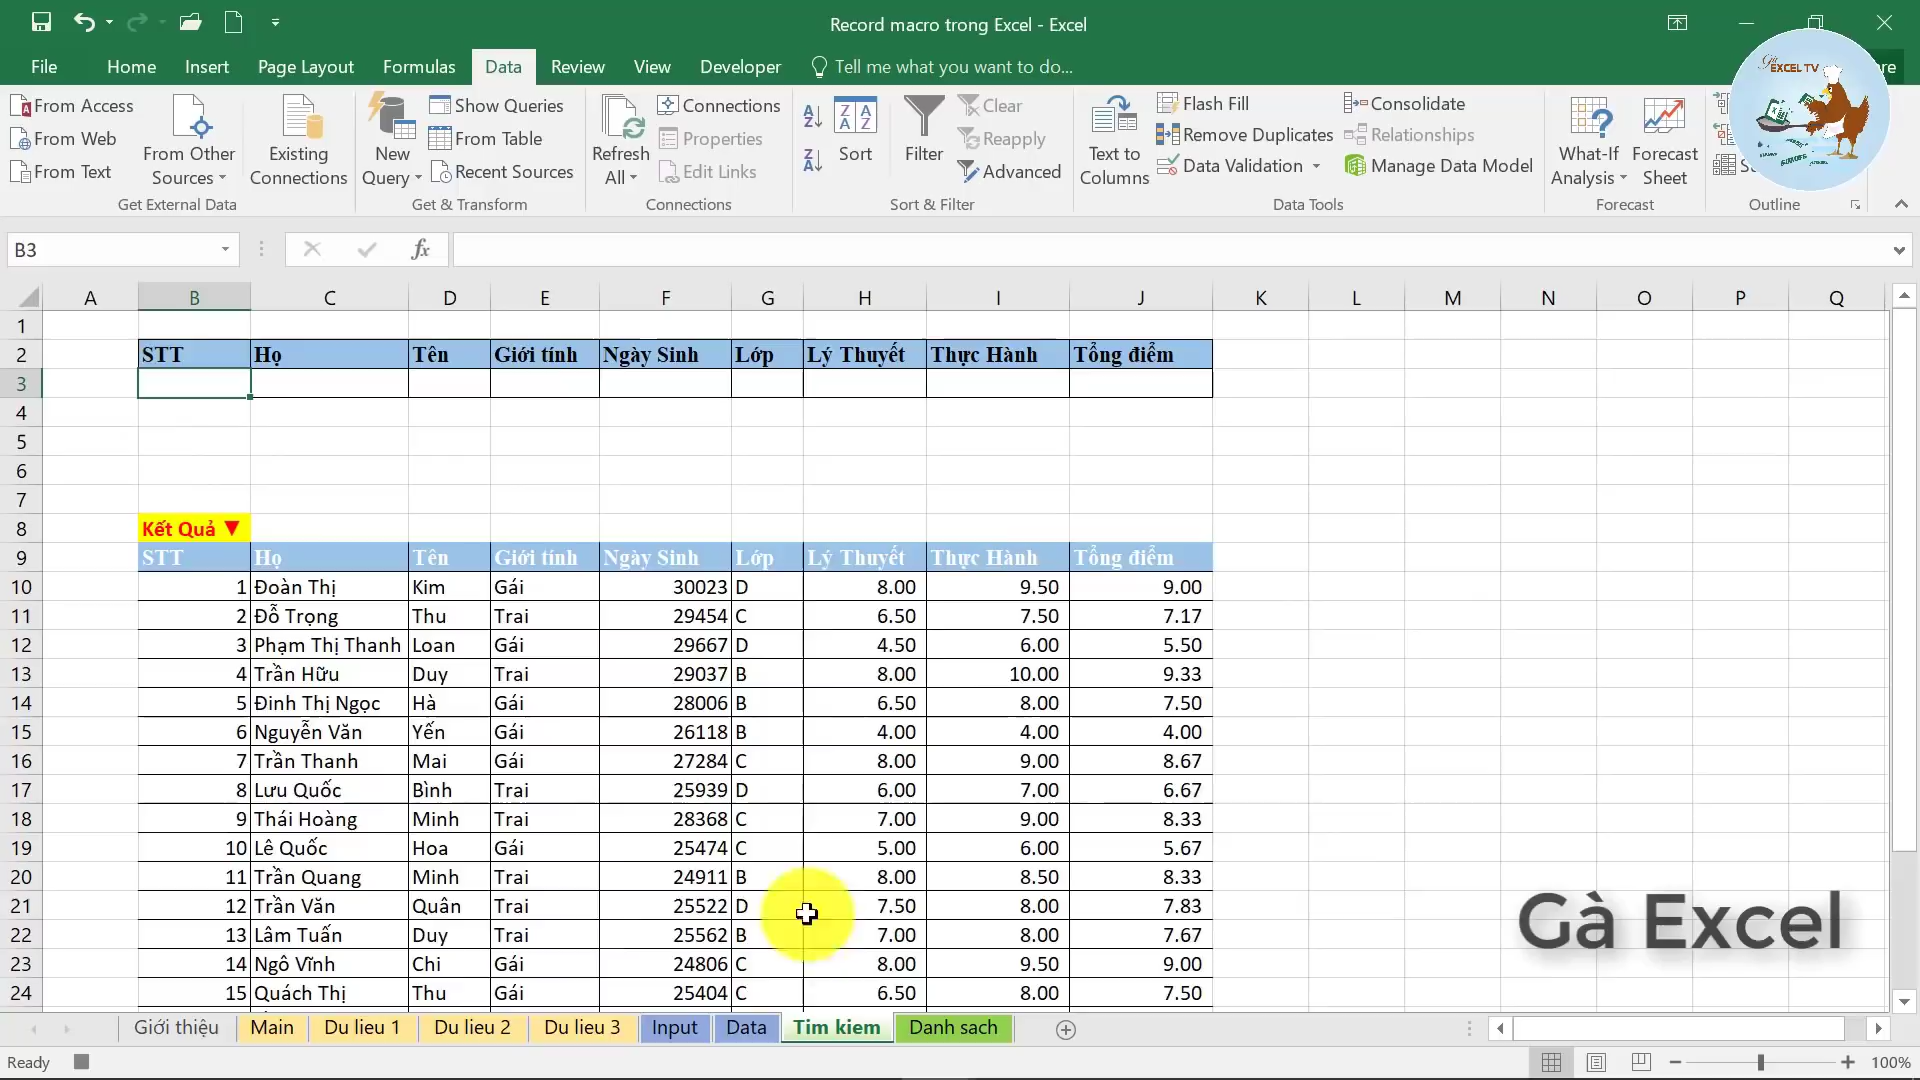 Record macro trong Excel - Excel
File Home Insert Page Layout Formulas Data Review View Developer Tell me what you want to do...
Gà
EXCEL TV
From Access
From Web
From Text
From Other
Sources
Existing
Connections
Get External Data
New
Query
Show Queries
From Table
Recent Sources
Get & Transform
Refresh
All
Connections
Properties
Edit Links
Connections
Sort
Filter
Clear
Reapply
Advanced
Sort & Filter
Text to
Columns
Flash Fill
Remove Duplicates
Data Validation
Consolidate
Relationships
Manage Data Model
Data Tools
What-If
Analysis
Forecast
Sheet
Forecast
Outline
B3 fx
A B C D E F G H I J K L M N O P Q
1
2 STT Họ Tên Giới tính Ngày Sinh Lớp Lý Thuyết Thực Hành Tổng điểm
3
4
5
6
7
8 Kết Quả ▼
9 STT Họ Tên Giới tính Ngày Sinh Lớp Lý Thuyết Thực Hành Tổng điểm
10 1 Đoàn Thị Kim Gái 30023 D 8.00 9.50 9.00
11 2 Đỗ Trọng Thu Trai 29454 C 6.50 7.50 7.17
12 3 Phạm Thị Thanh Loan Gái 29667 D 4.50 6.00 5.50
13 4 Trần Hữu Duy Trai 29037 B 8.00 10.00 9.33
14 5 Đinh Thị Ngọc Hà Gái 28006 B 6.50 8.00 7.50
15 6 Nguyễn Văn Yến Gái 26118 B 4.00 4.00 4.00
16 7 Trần Thanh Mai Gái 27284 C 8.00 9.00 8.67
17 8 Lưu Quốc Bình Trai 25939 D 6.00 7.00 6.67
18 9 Thái Hoàng Minh Trai 28368 C 7.00 9.00 8.33
19 10 Lê Quốc Hoa Gái 25474 C 5.00 6.00 5.67
20 11 Trần Quang Minh Trai 24911 B 8.00 8.50 8.33
21 12 Trần Văn Quân Trai 25522 D 7.50 8.00 7.83
22 13 Lâm Tuấn Duy Trai 25562 B 7.00 8.00 7.67
23 14 Ngô Vĩnh Chi Gái 24806 C 8.00 9.50 9.00
24 15 Quách Thị Thu Gái 25404 C 6.50 8.00 7.50
Gà Excel
Giới thiệu Main Du lieu 1 Du lieu 2 Du lieu 3 Input Data Tim kiem Danh sach
Ready 100%